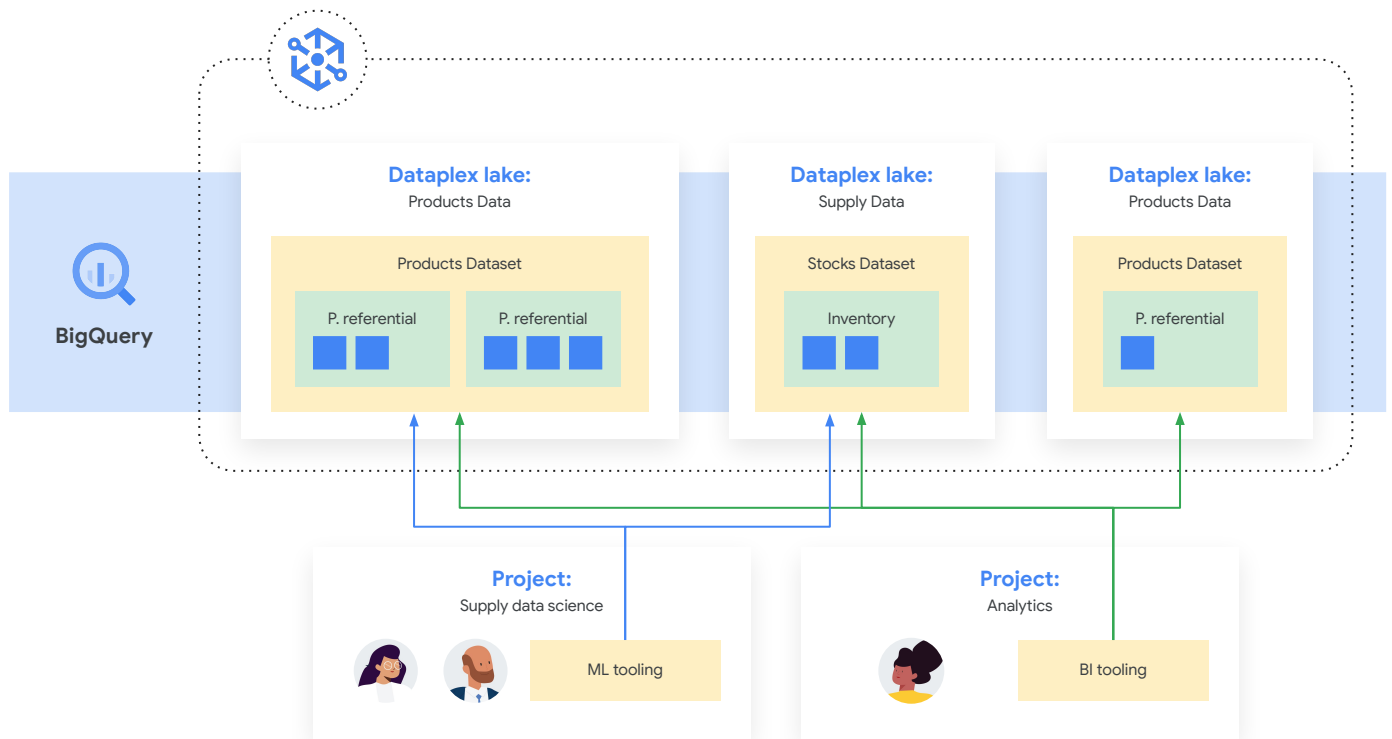 BigQuery
Dataplex lake:
Products Data
Products Dataset
P. referential
P. referential
Dataplex lake:
Supply Data
Stocks Dataset
Inventory
Dataplex lake:
Products Data
Products Dataset
P. referential
Project:
Supply data science
ML tooling
Project:
Analytics
BI tooling